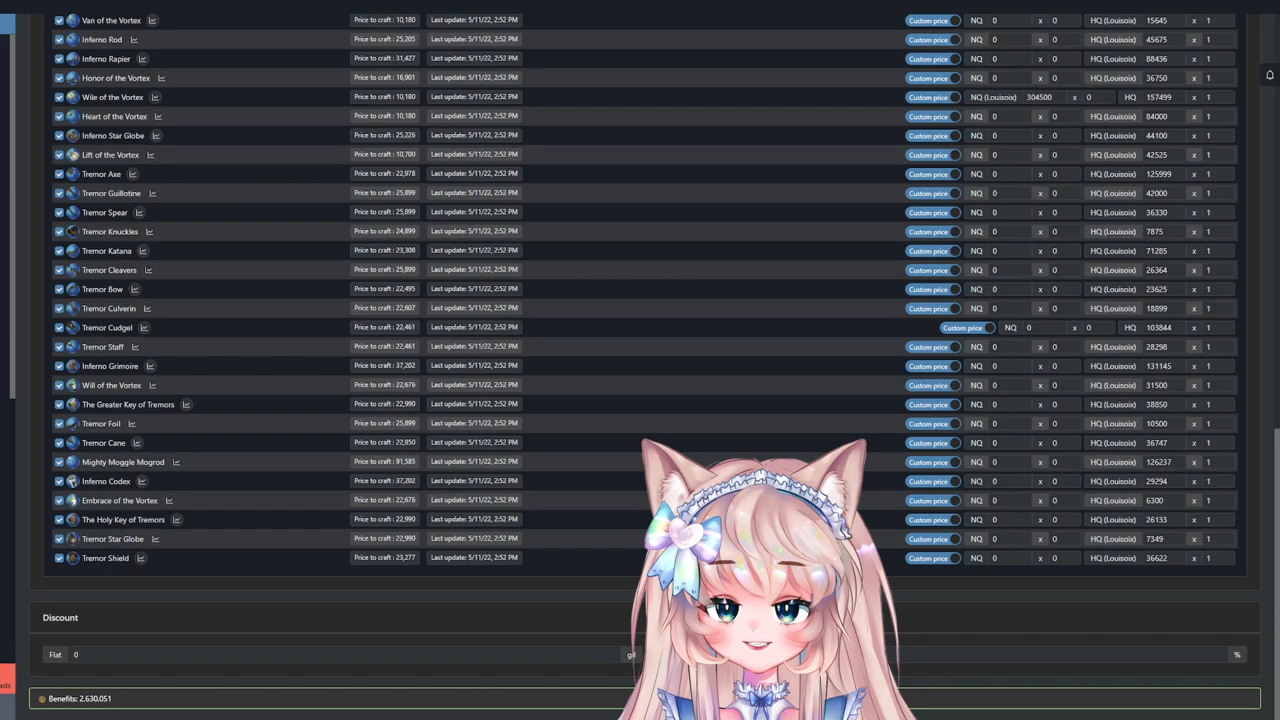 Van of the Vortex Price to craft : 10,180 Last update: 5/11/22, 2:52 PM Custom price NQ 0 x 0 HQ (Louisoix) 15645 x 1
Inferno Rod Price to craft : 25,205 Last update: 5/11/22, 2:52 PM Custom price NQ 0 x 0 HQ (Louisoix) 45675 x 1
Inferno Rapier Price to craft : 31,427 Last update: 5/11/22, 2:52 PM Custom price NQ 0 x 0 HQ (Louisoix) 88436 x 1
Honor of the Vortex Price to craft : 16,901 Last update: 5/11/22, 2:52 PM Custom price NQ 0 x 0 HQ (Louisoix) 36750 x 1
Wile of the Vortex Price to craft : 10,180 Last update: 5/11/22, 2:52 PM Custom price NQ (Louisoix) 304500 x 0 HQ 157499 x 1
Heart of the Vortex Price to craft : 10,180 Last update: 5/11/22, 2:52 PM Custom price NQ 0 x 0 HQ (Louisoix) 84000 x 1
Inferno Star Globe Price to craft : 25,226 Last update: 5/11/22, 2:52 PM Custom price NQ 0 x 0 HQ (Louisoix) 44100 x 1
Lift of the Vortex Price to craft : 10,700 Last update: 5/11/22, 2:52 PM Custom price NQ 0 x 0 HQ (Louisoix) 42525 x 1
Tremor Axe Price to craft : 22,978 Last update: 5/11/22, 2:52 PM Custom price NQ 0 x 0 HQ (Louisoix) 125999 x 1
Tremor Guillotine Price to craft : 25,899 Last update: 5/11/22, 2:52 PM Custom price NQ 0 x 0 HQ (Louisoix) 42000 x 1
Tremor Spear Price to craft : 25,899 Last update: 5/11/22, 2:52 PM Custom price NQ 0 x 0 HQ (Louisoix) 36330 x 1
Tremor Knuckles Price to craft : 24,899 Last update: 5/11/22, 2:52 PM Custom price NQ 0 x 0 HQ (Louisoix) 7875 x 1
Tremor Katana Price to craft : 23,308 Last update: 5/11/22, 2:52 PM Custom price NQ 0 x 0 HQ (Louisoix) 71285 x 1
Tremor Cleavers Price to craft : 25,899 Last update: 5/11/22, 2:52 PM Custom price NQ 0 x 0 HQ (Louisoix) 26364 x 1
Tremor Bow Price to craft : 22,495 Last update: 5/11/22, 2:52 PM Custom price NQ 0 x 0 HQ (Louisoix) 23625 x 1
Tremor Culverin Price to craft : 22,607 Last update: 5/11/22, 2:52 PM Custom price NQ 0 x 0 HQ (Louisoix) 18899 x 1
Tremor Cudgel Price to craft : 22,461 Last update: 5/11/22, 2:52 PM Custom price NQ 0 x 0 HQ 103844 x 1
Tremor Staff Price to craft : 22,461 Last update: 5/11/22, 2:52 PM Custom price NQ 0 x 0 HQ (Louisoix) 28298 x 1
Inferno Grimoire Price to craft : 37,202 Last update: 5/11/22, 2:52 PM Custom price NQ 0 x 0 HQ (Louisoix) 131145 x 1
Will of the Vortex Price to craft : 22,676 Last update: 5/11/22, 2:52 PM Custom price NQ 0 x 0 HQ (Louisoix) 31500 x 1
The Greater Key of Tremors Price to craft : 22,990 Last update: 5/11/22, 2:52 PM Custom price NQ 0 x 0 HQ (Louisoix) 38850 x 1
Tremor Foil Price to craft : 25,899 Last update: 5/11/22, 2:52 PM Custom price NQ 0 x 0 HQ (Louisoix) 10500 x 1
Tremor Cane Price to craft : 22,850 Last update: 5/11/22, 2:52 PM Custom price NQ 0 x 0 HQ (Louisoix) 36747 x 1
Mighty Moggle Mogrod Price to craft : 91,585 Last update: 5/11/22, 2:52 PM Custom price NQ 0 x 0 HQ (Louisoix) 126237 x 1
Inferno Codex Price to craft : 37,202 Last update: 5/11/22, 2:52 PM Custom price NQ 0 x 0 HQ (Louisoix) 29294 x 1
Embrace of the Vortex Price to craft : 22,676 Last update: 5/11/22, 2:52 PM Custom price NQ 0 x 0 HQ (Louisoix) 6300 x 1
The Holy Key of Tremors Price to craft : 22,990 Last update: 5/11/22, 2:52 PM Custom price NQ 0 x 0 HQ (Louisoix) 26133 x 1
Tremor Star Globe Price to craft : 22,990 Last update: 5/11/22, 2:52 PM Custom price NQ 0 x 0 HQ (Louisoix) 7349 x 1
Tremor Shield Price to craft : 23,277 Last update: 5/11/22, 2:52 PM Custom price NQ 0 x 0 HQ (Louisoix) 36622 x 1
Discount
Flat 0 %
ads
Benefits: 2.630.051